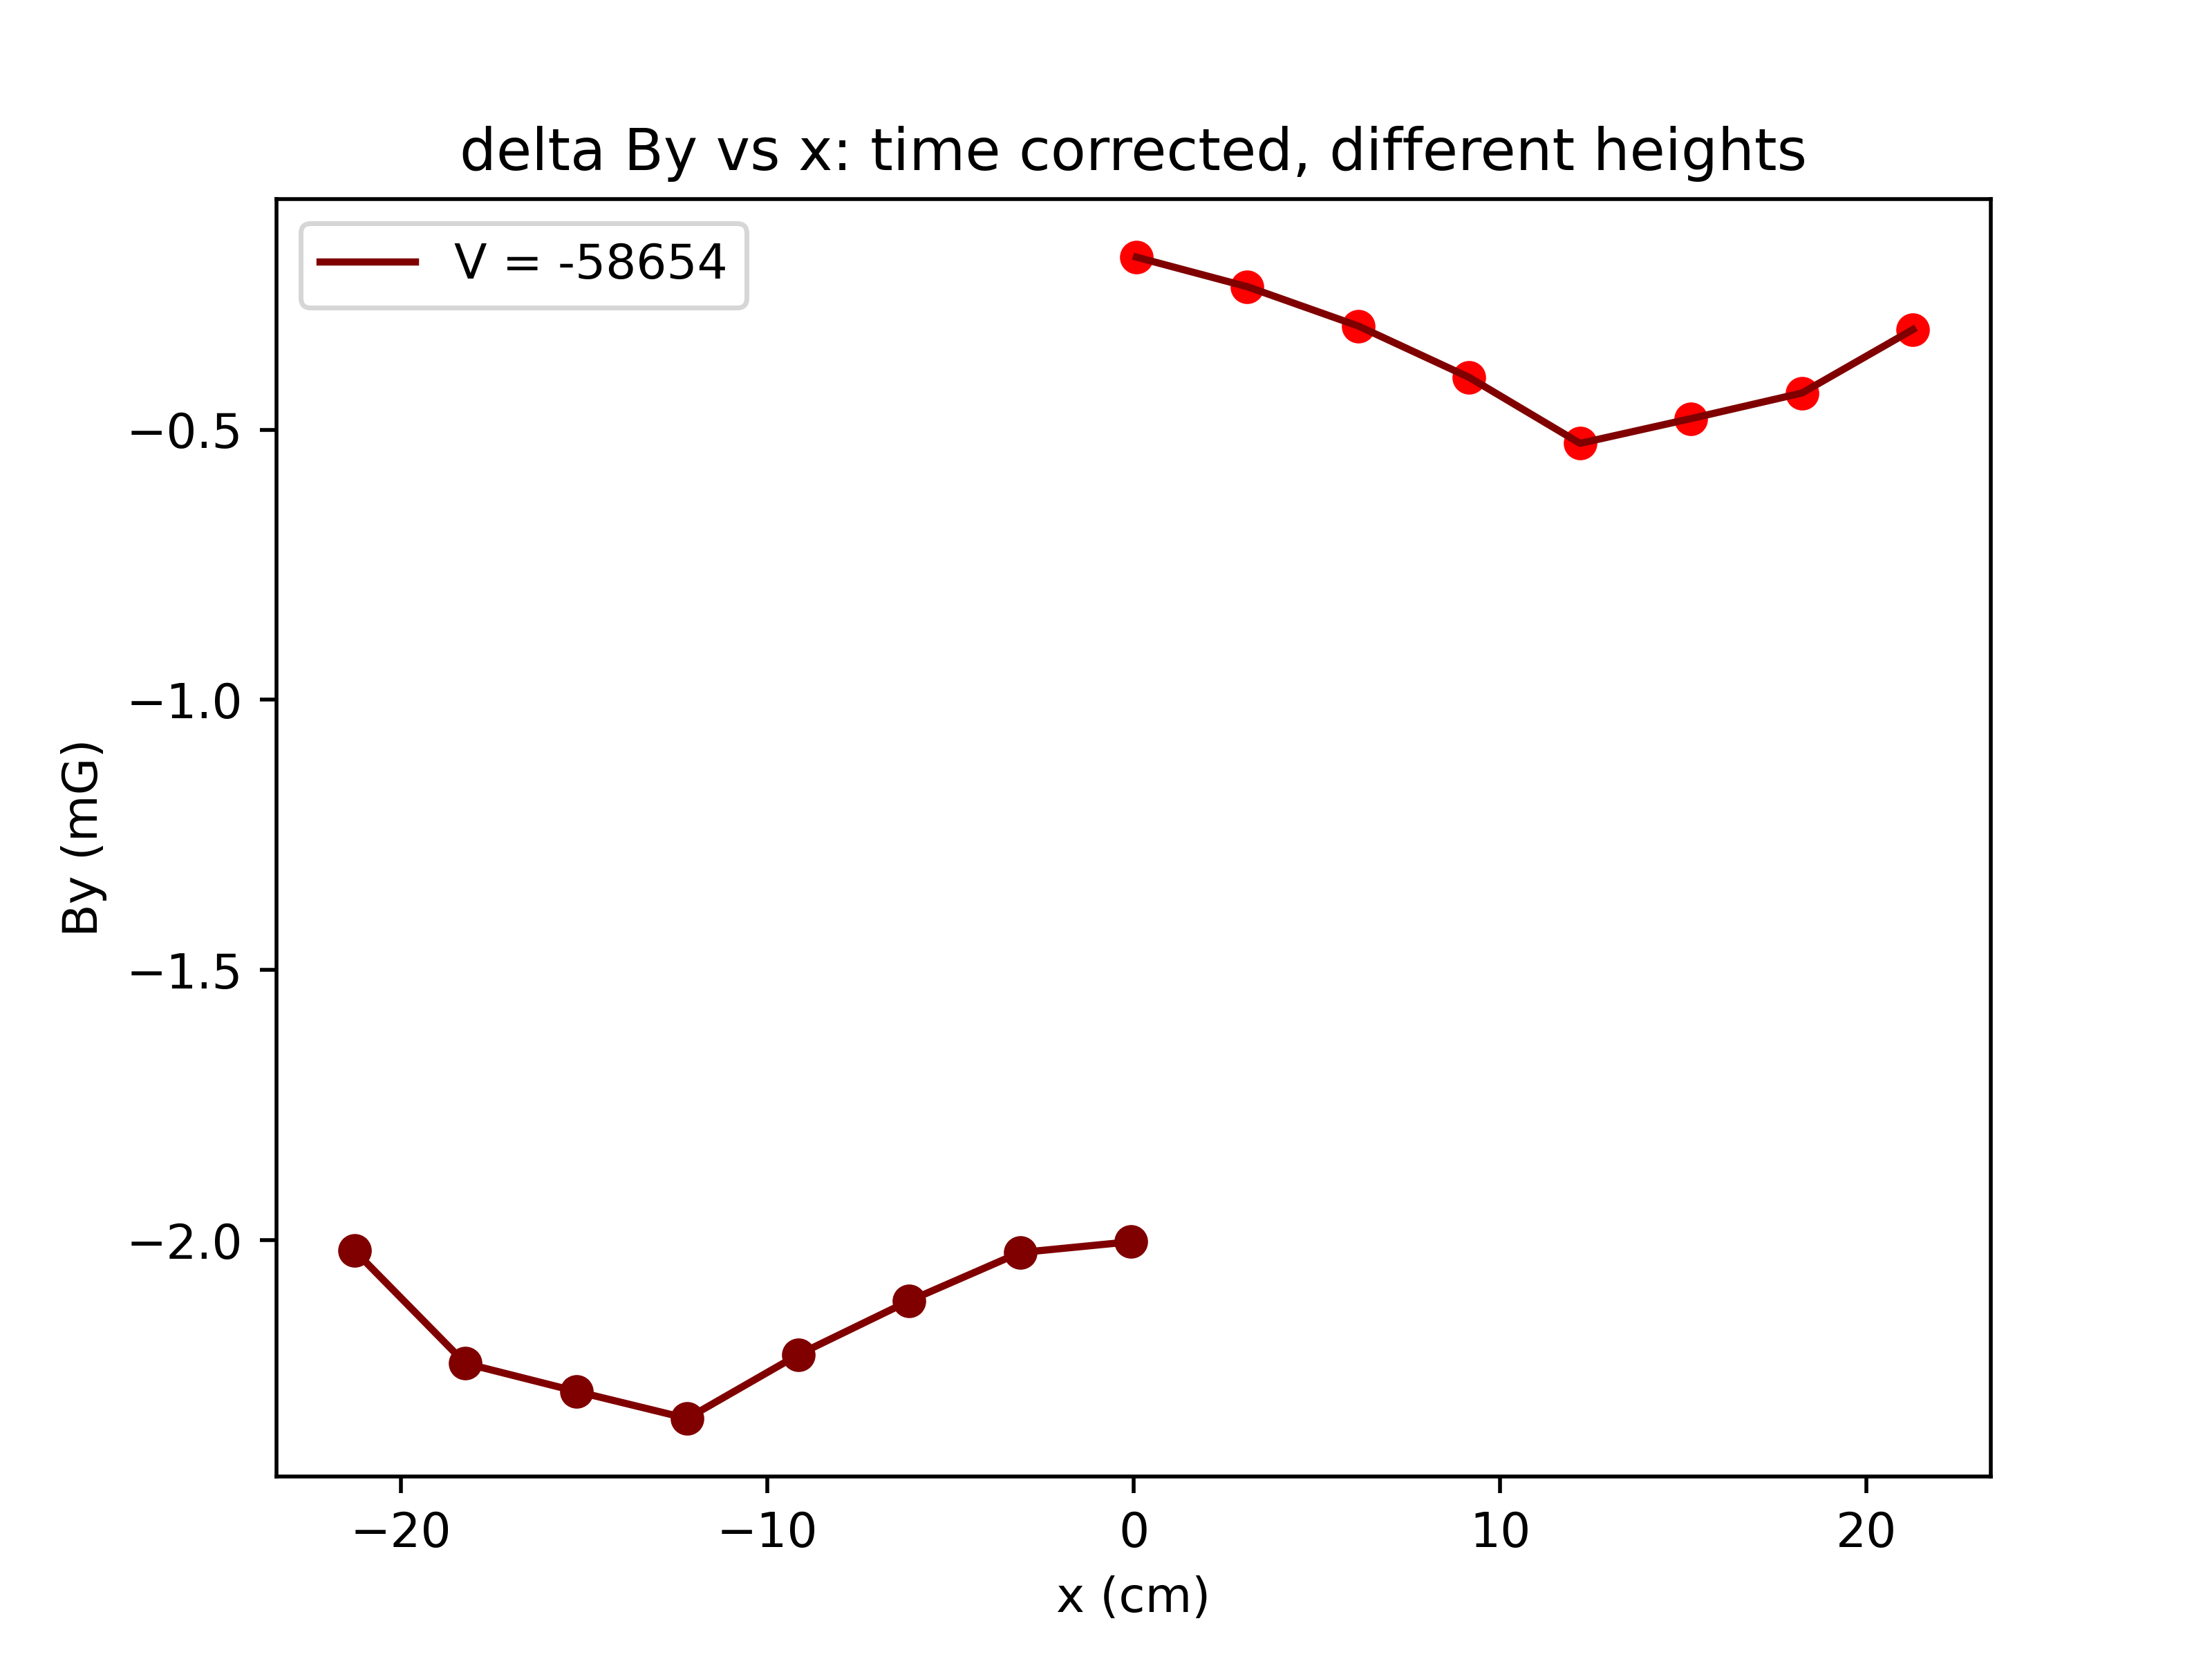 delta By vs x: time corrected, different heights
V = -58654
By (mG)
−0.5
−1.0
−1.5
−2.0
−20
−10
0
10
20
x (cm)